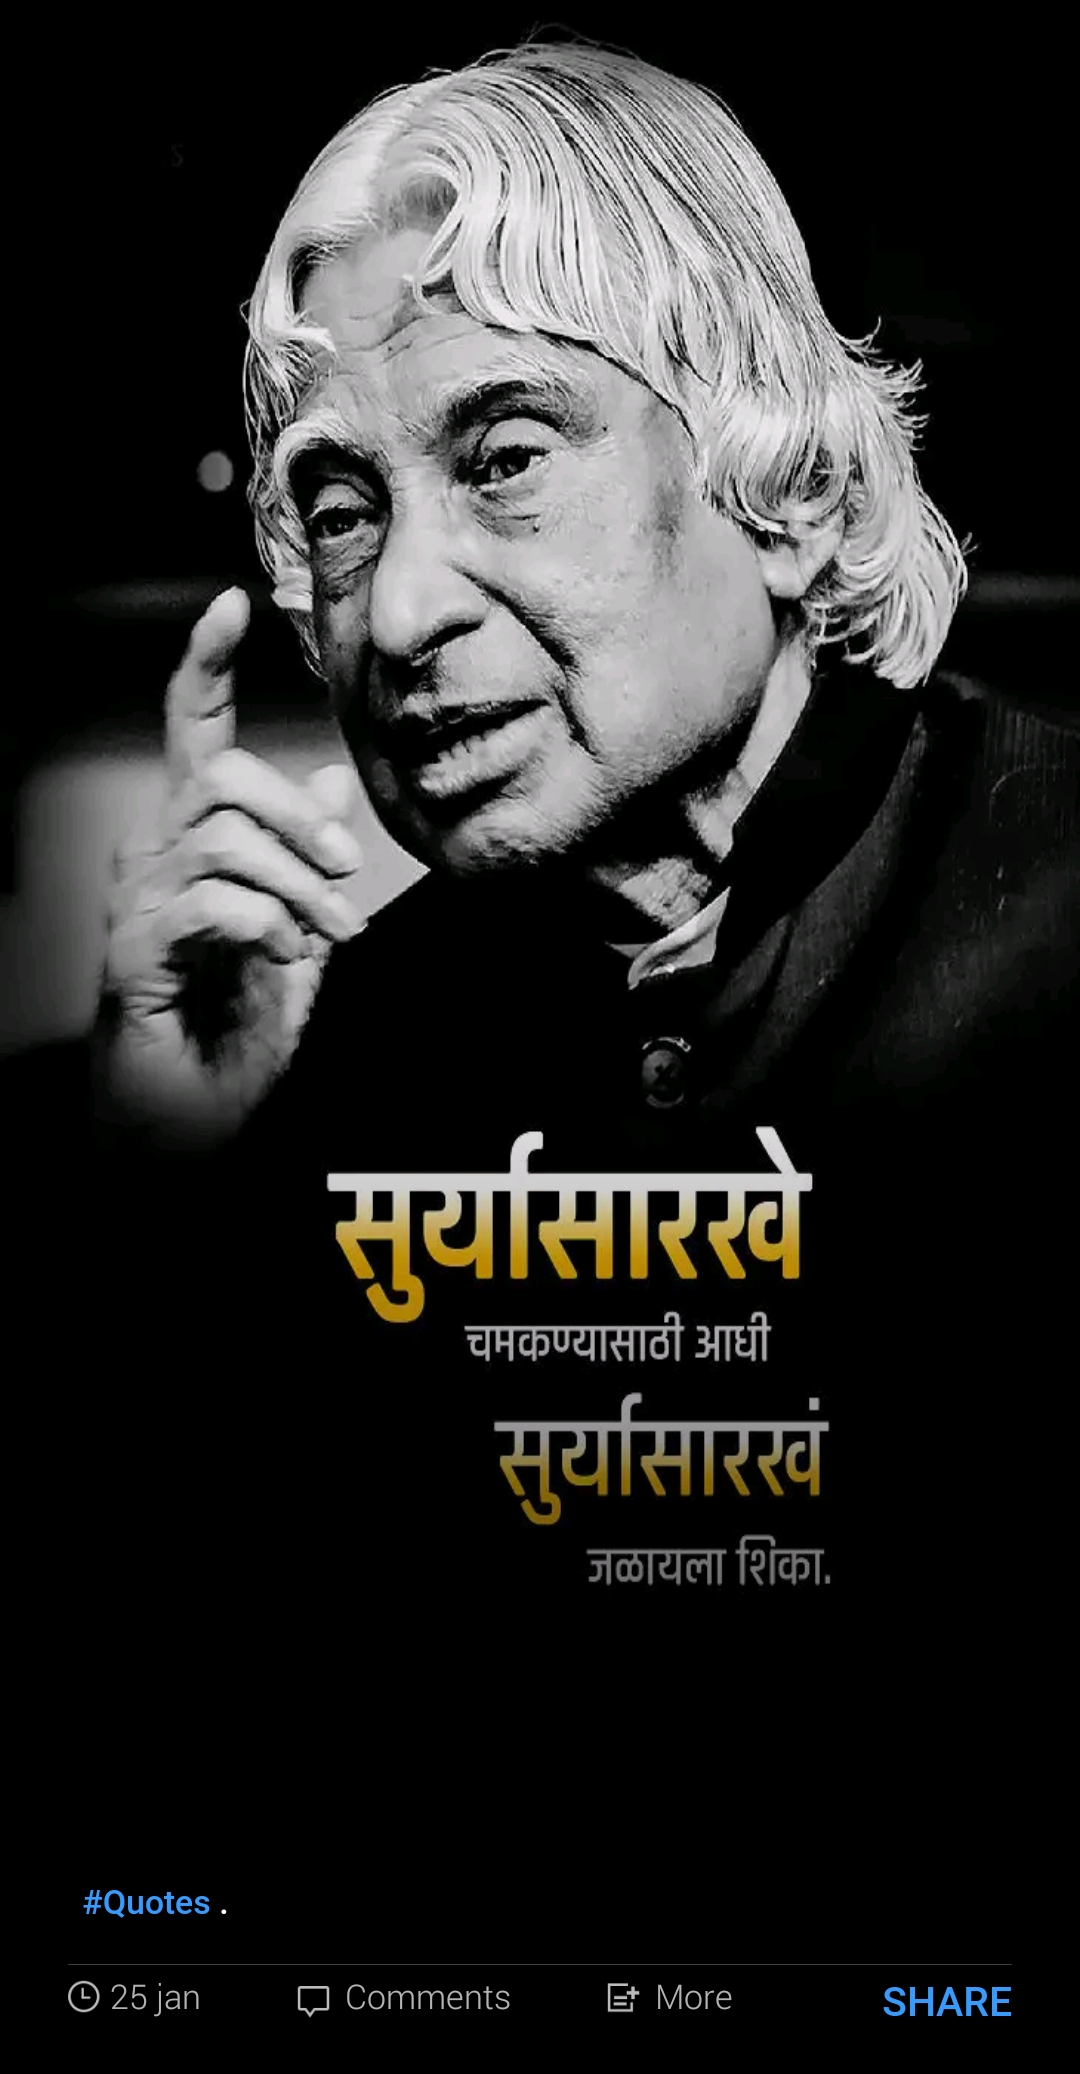 सुर्यासारखे
चमकण्यासाठी आधी
सुर्यासारखं
जळायला शिका.
#Quotes .
25 jan Comments More SHARE